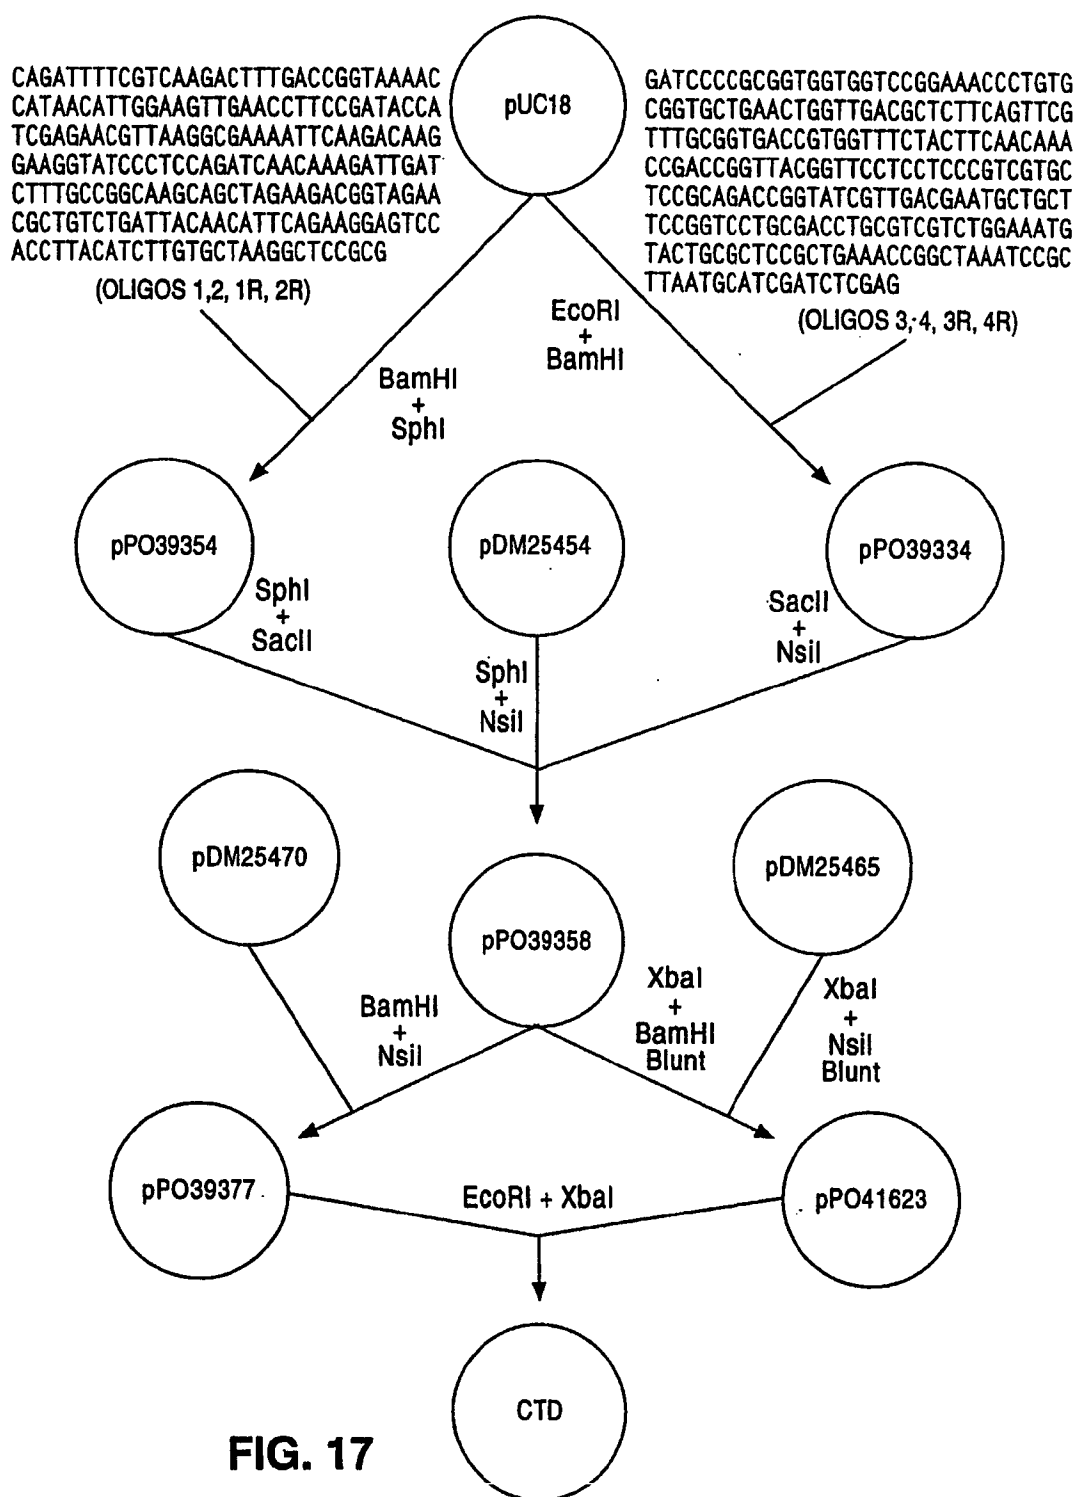 CAGATTTTCGTCAAGACTTTGACCGGTAAAAC
CATAACATTGGAAGTTGAACCTTCCGATACCA
TCGAGAACGTTAAGGCGAAAATTCAAGACAAG
GAAGGTATCCCTCCAGATCAACAAAGATTGAT
CTTTGCCGGCAAGCAGCTAGAAGACGGTAGAA
CGCTGTCTGATTACAACATTCAGAAGGAGTCC
ACCTTACATCTTGTGCTAAGGCTCCGCG
(OLIGOS 1,2, 1R, 2R)
pUC18
GATCCCCGCGGTGGTGGTCCGGAAACCCTGTG
CGGTGCTGAACTGGTTGACGCTCTTCAGTTCG
TTTGCGGTGACCGTGGTTTCTACTTCAACAAA
CCGACCGGTTACGGTTCCTCCTCCCGTCGTGC
TCCGCAGACCGGTATCGTTGACGAATGCTGCT
TCCGGTCCTGCGACCTGCGTCGTCTGGAAATG
TACTGCGCTCCGCTGAAACCGGCTAAATCCGC
TTAATGCATCGATCTCGAG
(OLIGOS 3, 4, 3R, 4R)
BamHI
+
SphI
EcoRI
+
BamHI
pPO39354
pDM25454
pPO39334
SphI
+
SacII
SphI
+
NsiI
SacII
+
NsiI
pDM25470
pPO39358
pDM25465
BamHI
+
NsiI
XbaI
+
BamHI
Blunt
XbaI
+
NsiI
Blunt
pPO39377
EcoRI + XbaI
pPO41623
CTD
FIG. 17